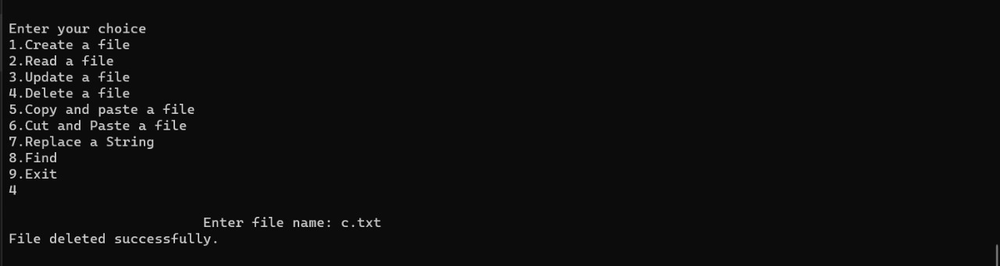 Enter your choice
1.Create a file
2.Read a file
3.Update a file
4.Delete a file
5.Copy and paste a file
6.Cut and Paste a file
7.Replace a String
8.Find
9.Exit
4
Enter file name: c.txt
File deleted successfully.